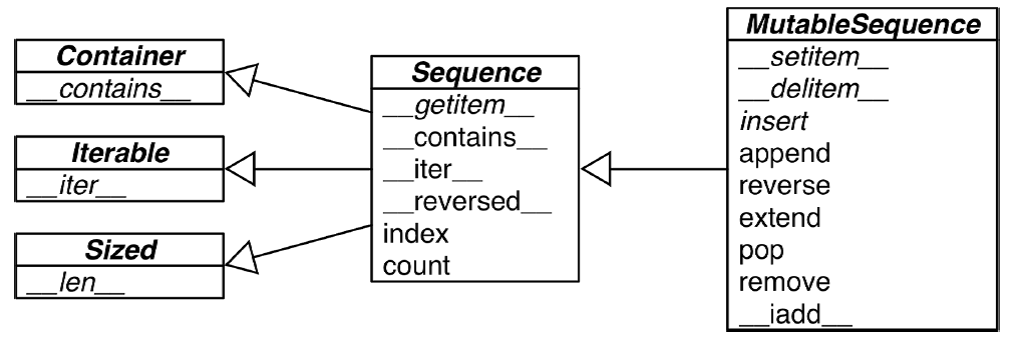 Container
__contains__
Iterable
__iter__
Sized
__len__
Sequence
__getitem__
__contains__
__iter__
__reversed__
index
count
MutableSequence
__setitem__
__delitem__
insert
append
reverse
extend
pop
remove
__iadd__